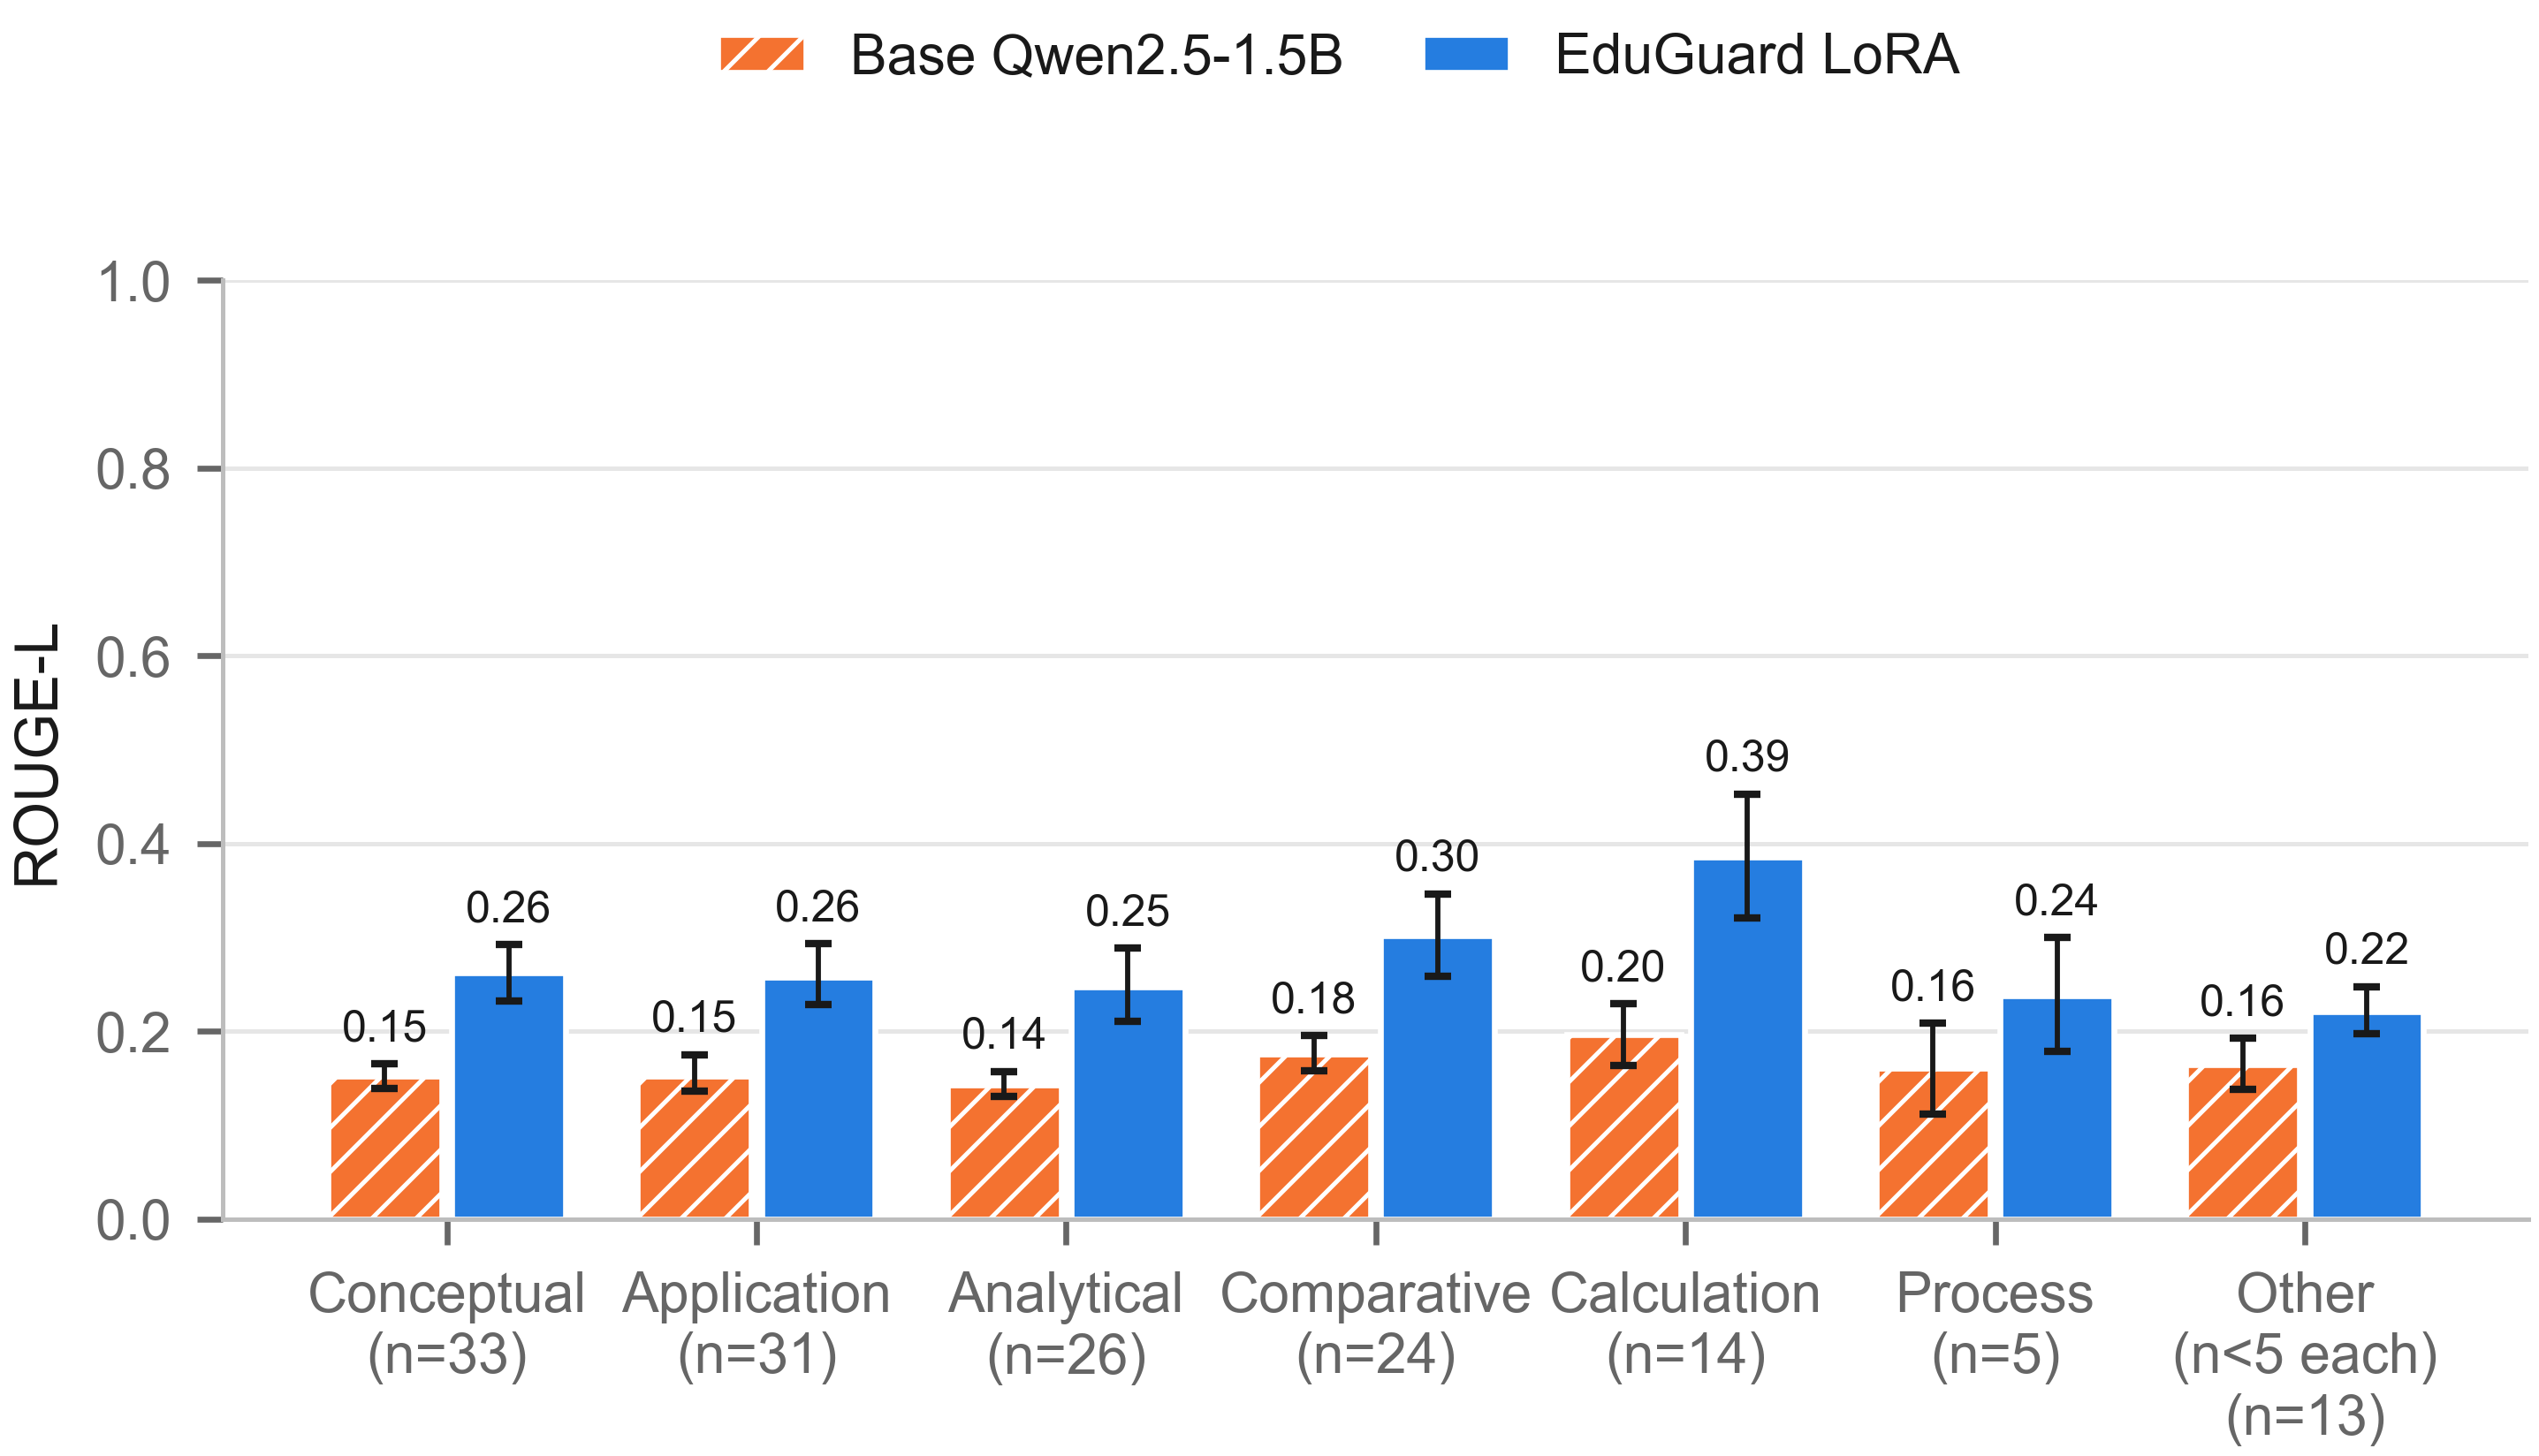 Base Qwen2.5-1.5B EduGuard LoRA
ROUGE-L
1.0
0.8
0.6
0.4
0.2
0.0
0.15 0.26 0.15 0.26 0.14 0.25 0.18 0.30 0.20 0.39 0.16 0.24 0.16 0.22
Conceptual Application Analytical Comparative Calculation Process Other
(n=33) (n=31) (n=26) (n=24) (n=14) (n=5) (n<5 each)
(n=13)